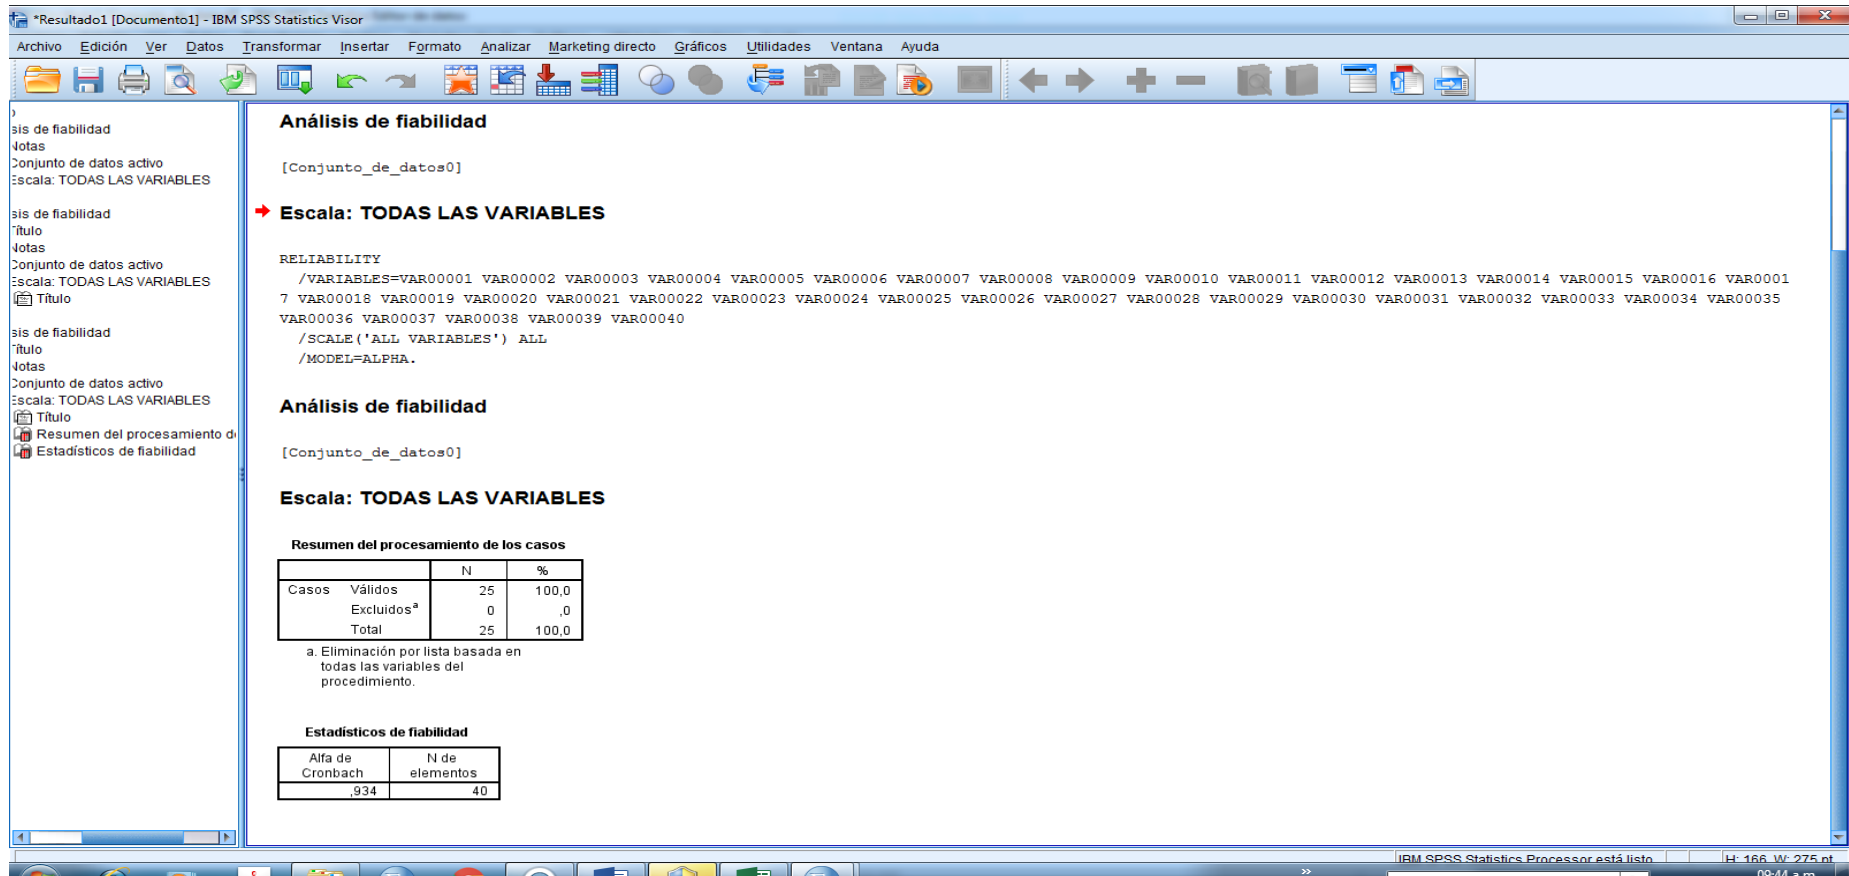 *Resultado1 [Documento1] - IBM SPSS Statistics Visor
Archivo Edición Ver Datos Transformar Insertar Formato Analizar Marketing directo Gráficos Utilidades Ventana Ayuda
sis de fiabilidad
Notas
Conjunto de datos activo
Escala: TODAS LAS VARIABLES
sis de fiabilidad
Título
Notas
Conjunto de datos activo
Escala: TODAS LAS VARIABLES
Título
sis de fiabilidad
Título
Notas
Conjunto de datos activo
Escala: TODAS LAS VARIABLES
Título
Resumen del procesamiento d
Estadísticos de fiabilidad
Análisis de fiabilidad
[Conjunto_de_datos0]
Escala: TODAS LAS VARIABLES
RELIABILITY
/VARIABLES=VAR00001 VAR00002 VAR00003 VAR00004 VAR00005 VAR00006 VAR00007 VAR00008 VAR00009 VAR00010 VAR00011 VAR00012 VAR00013 VAR00014 VAR00015 VAR00016 VAR0001
7 VAR00018 VAR00019 VAR00020 VAR00021 VAR00022 VAR00023 VAR00024 VAR00025 VAR00026 VAR00027 VAR00028 VAR00029 VAR00030 VAR00031 VAR00032 VAR00033 VAR00034 VAR00035
VAR00036 VAR00037 VAR00038 VAR00039 VAR00040
/SCALE('ALL VARIABLES') ALL
/MODEL=ALPHA.
Análisis de fiabilidad
[Conjunto_de_datos0]
Escala: TODAS LAS VARIABLES
Resumen del procesamiento de los casos
N %
Casos Válidos 25 100,0
Excluidosª 0 ,0
Total 25 100,0
a. Eliminación por lista basada en
todas las variables del
procedimiento.
Estadísticos de fiabilidad
Alfa de N de
Cronbach elementos
,934 40
IBM SPSS Statistics Processor está listo H: 166, W: 275 pt
09:44 a.m.